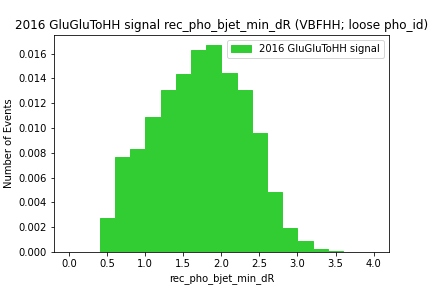 2016 GluGluToHH signal rec_pho_bjet_min_dR (VBFHH; loose pho_id)
2016 GluGluToHH signal
Number of Events
0.016
0.014
0.012
0.010
0.008
0.006
0.004
0.002
0.000
0.0 0.5 1.0 1.5 2.0 2.5 3.0 3.5 4.0
rec_pho_bjet_min_dR